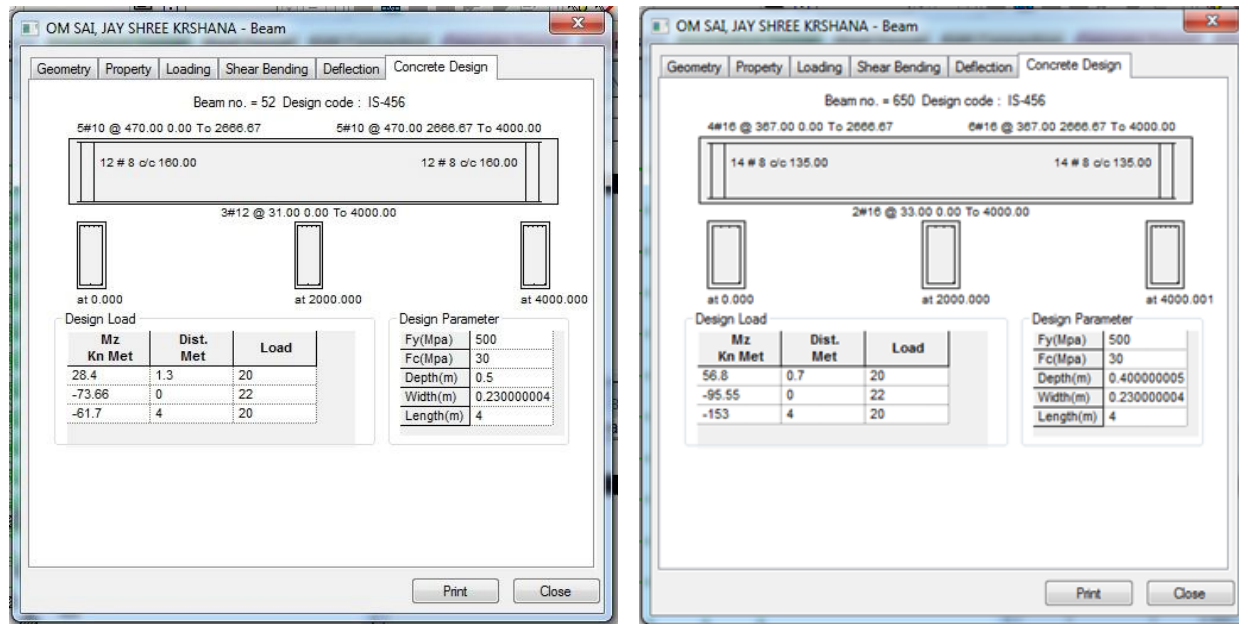 OM SAI, JAY SHREE KRSHANA - Beam
Geometry Property Loading Shear Bending Deflection Concrete Design
Beam no. = 52 Design code : IS-456
5#10 @ 470.00 0.00 To 2666.67 5#10 @ 470.00 2666.67 To 4000.00
12 # 8 c/c 160.00 12 # 8 c/c 160.00
3#12 @ 31.00 0.00 To 4000.00
at 0.000 at 2000.000 at 4000.000
Design Load Design Parameter
Mz Kn Met Dist. Met Load
28.4 1.3 20
-73.66 0 22
-61.7 4 20
Fy(Mpa) 500
Fc(Mpa) 30
Depth(m) 0.5
Width(m) 0.230000004
Length(m) 4
Print Close
OM SAI, JAY SHREE KRSHANA - Beam
Geometry Property Loading Shear Bending Deflection Concrete Design
Beam no. = 650 Design code : IS-456
4#16 @ 367.00 0.00 To 2666.67 6#16 @ 367.00 2666.67 To 4000.00
14 # 8 c/c 135.00 14 # 8 c/c 135.00
2#16 @ 33.00 0.00 To 4000.00
at 0.000 at 2000.000 at 4000.001
Design Load Design Parameter
Mz Kn Met Dist. Met Load
56.8 0.7 20
-95.55 0 22
-153 4 20
Fy(Mpa) 500
Fc(Mpa) 30
Depth(m) 0.400000005
Width(m) 0.230000004
Length(m) 4
Print Close